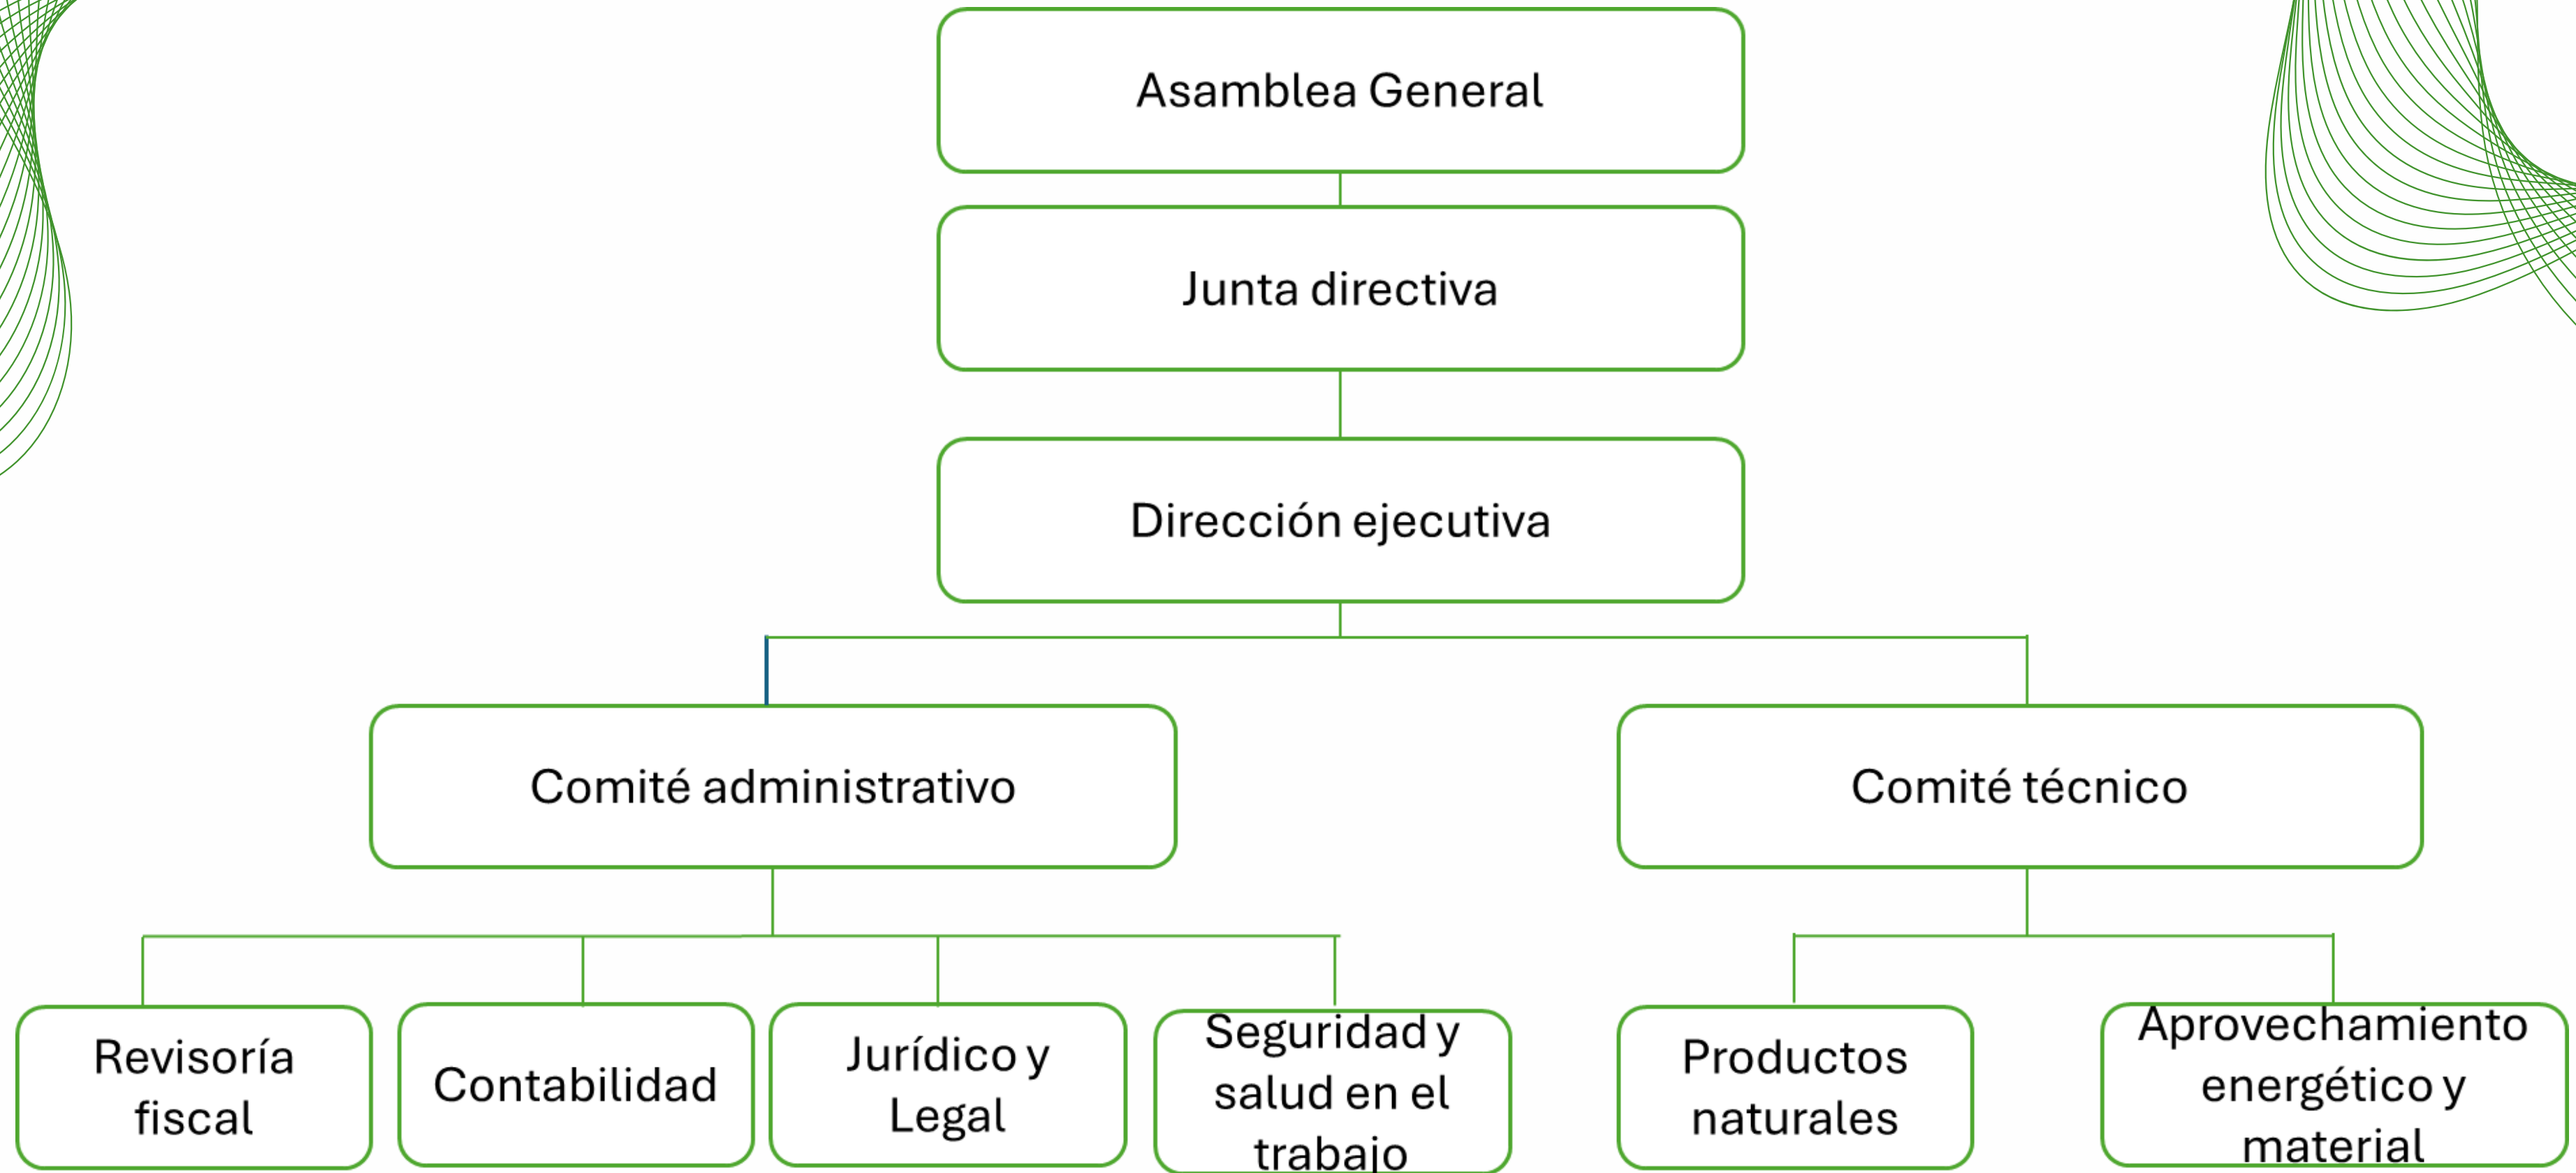 Asamblea General
Junta directiva
Dirección ejecutiva
Comité administrativo
Comité técnico
Revisoría
fiscal
Contabilidad
Jurídico y
Legal
Seguridad y
salud en el
trabajo
Productos
naturales
Aprovechamiento
energético y
material